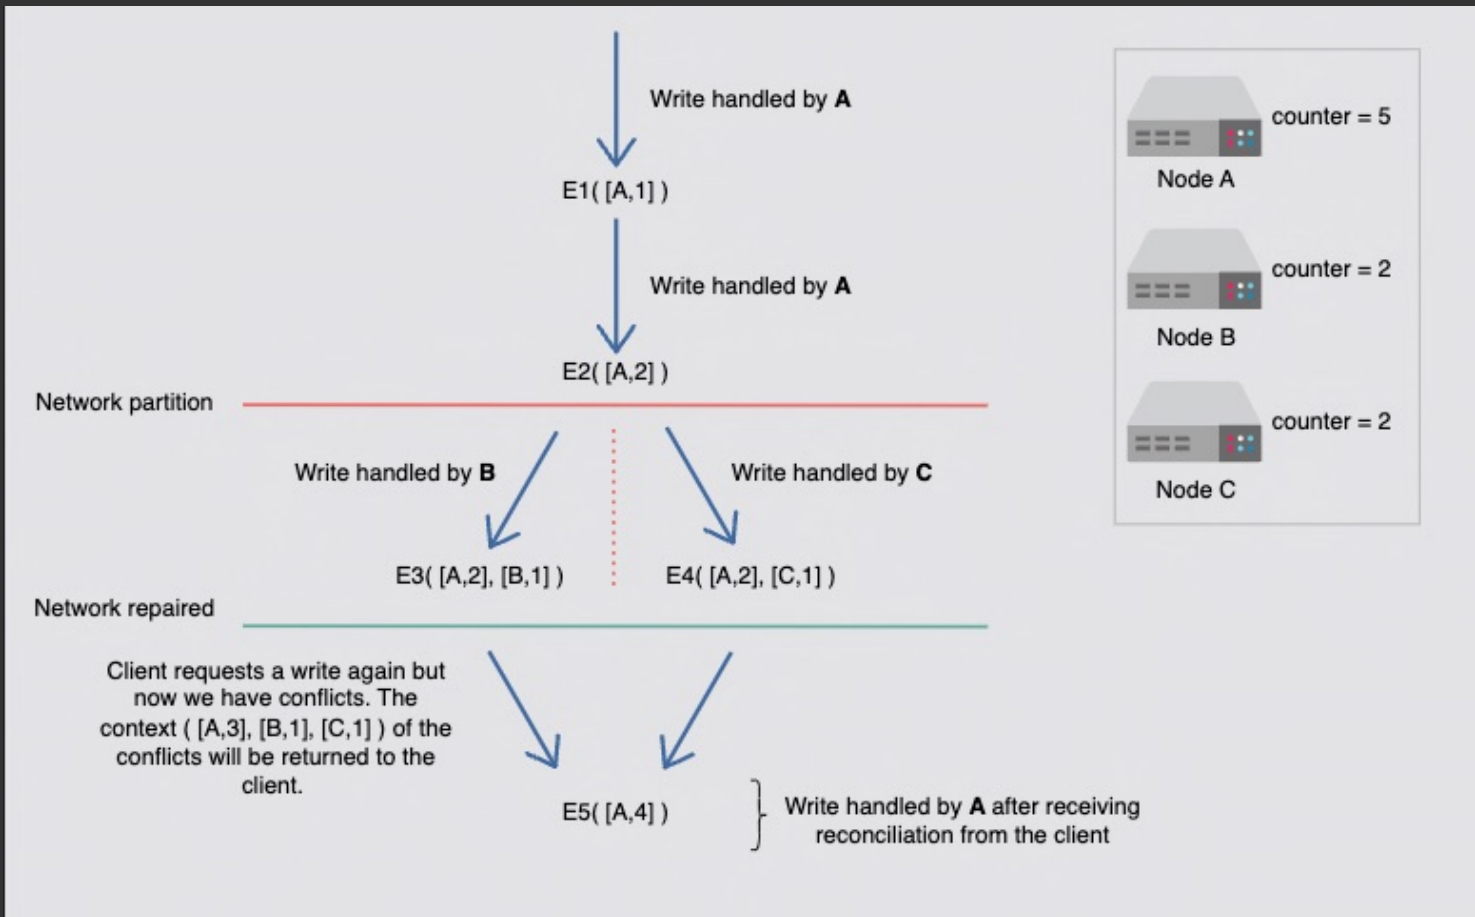 Write handled by A
E1( [A,1] )
Write handled by A
E2( [A,2] )
Network partition
Write handled by B
Write handled by C
E3( [A,2], [B,1] )
E4( [A,2], [C,1] )
Network repaired
Client requests a write again but
now we have conflicts. The
context ( [A,3], [B,1], [C,1] ) of the
conflicts will be returned to the
client.
E5( [A,4] )
Write handled by A after receiving
reconciliation from the client
counter = 5
Node A
counter = 2
Node B
counter = 2
Node C